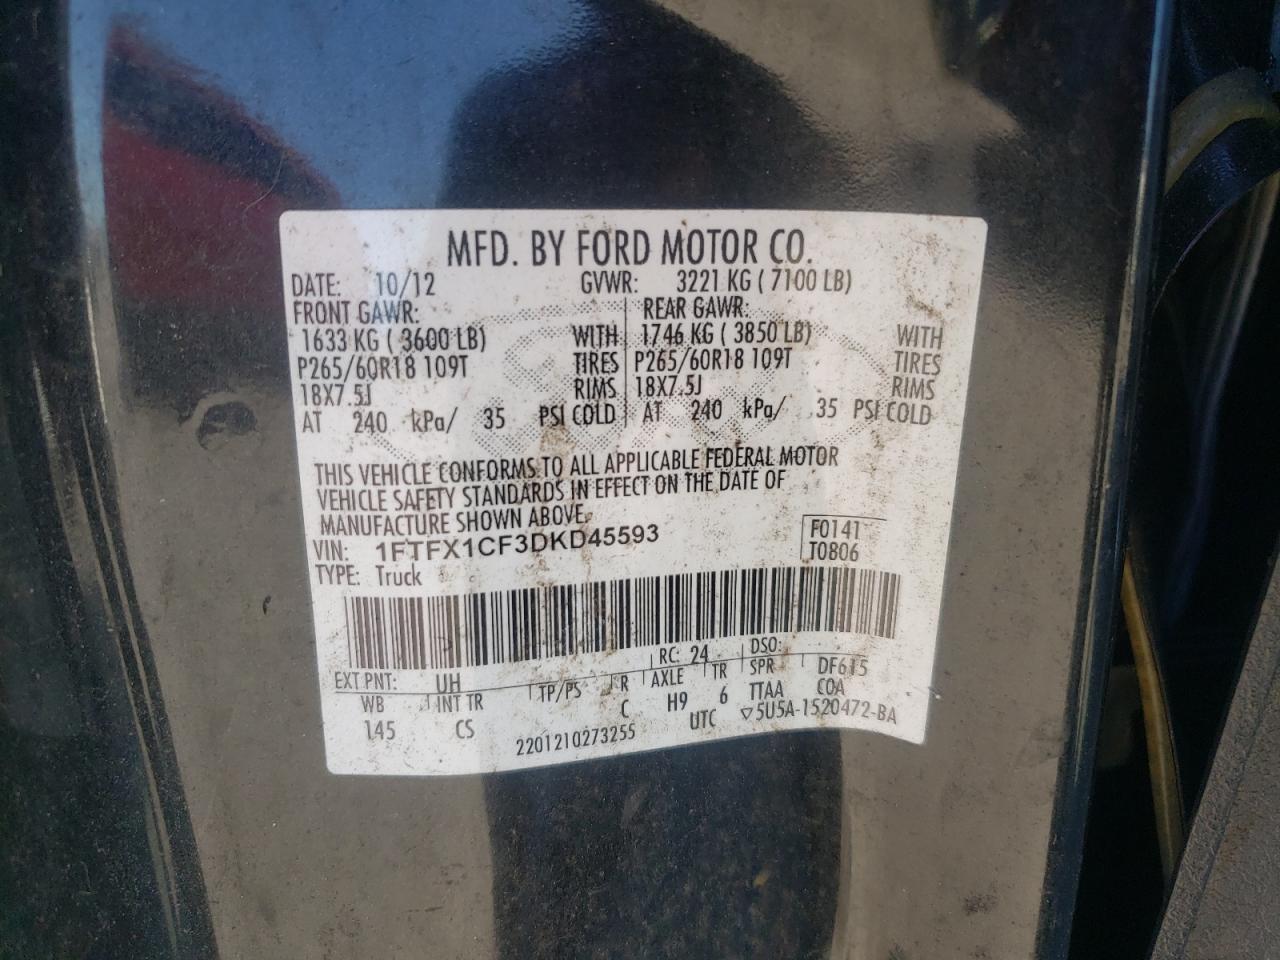 MFD. BY FORD MOTOR CO.
DATE: 10/12 GVWR: 3221 KG ( 7100 LB)
FRONT GAWR: REAR GAWR:
1633 KG ( 3600 LB) WITH 1746 KG ( 3850 LB) WITH
P265/60R18 109T TIRES P265/60R18 109T TIRES
18X7.5J RIMS 18X7.5J RIMS
AT 240 kPa/ 35 PSI COLD AT 240 kPa/ 35 PSI COLD
THIS VEHICLE CONFORMS TO ALL APPLICABLE FEDERAL MOTOR
VEHICLE SAFETY STANDARDS IN EFFECT ON THE DATE OF
MANUFACTURE SHOWN ABOVE.
VIN: 1FTFX1CF3DKD45593 F0141
TYPE: Truck T0806
EXT PNT: UH RC: 24 DSO:
WB INT TR TP/PS R AXLE TR SPR DF615
145 CS C H9 6 TTAA COA
2201210273255 UTC ▽5U5A-1520472-BA